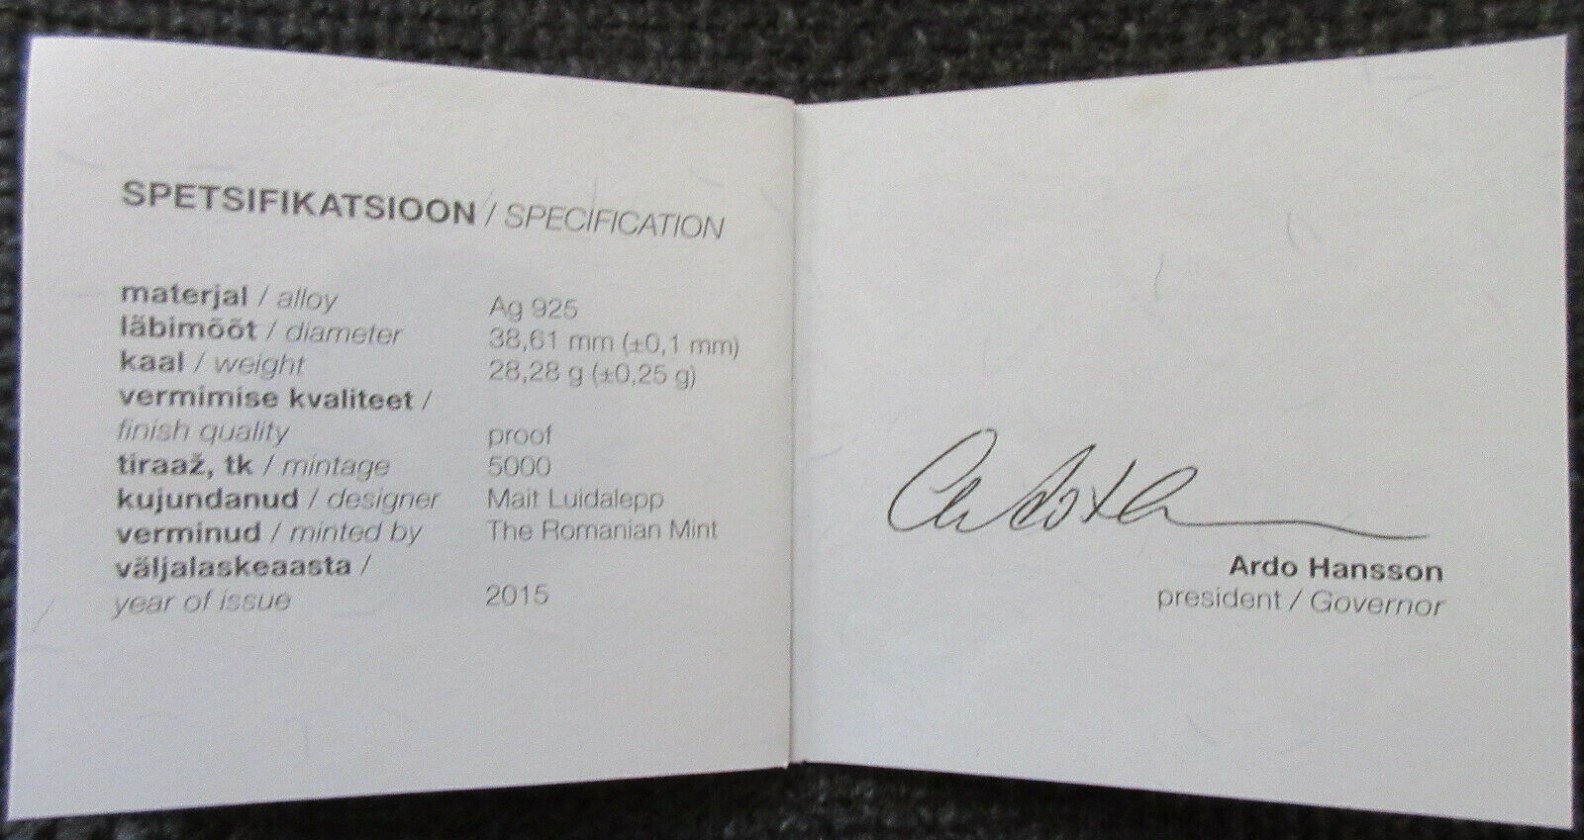 SPETSIFIKATSIOON / SPECIFICATION
materjal / alloy Ag 925
läbimõõt / diameter 38,61 mm (±0,1 mm)
kaal / weight 28,28 g (±0,25 g)
vermimise kvaliteet /
finish quality proof
tiraaž, tk / mintage 5000
kujundanud / designer Mait Luidalepp
verminud / minted by The Romanian Mint
väljalaskeaasta /
year of issue 2015
Ardo Hansson
president / Governor